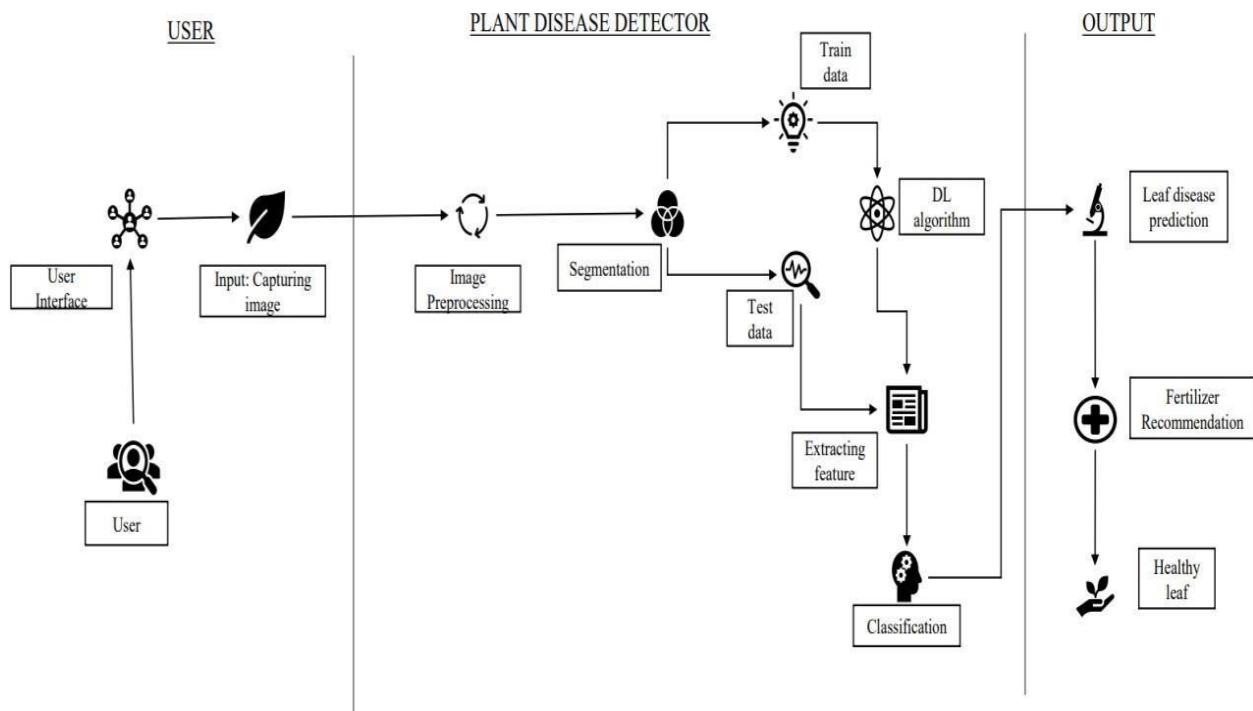 USER
PLANT DISEASE DETECTOR
OUTPUT
Train
data
DL
algorithm
Leaf disease
prediction
User
Interface
Input: Capturing
image
Image
Preprocessing
Segmentation
Test
data
Extracting
feature
Fertilizer
Recommendation
User
Classification
Healthy
leaf